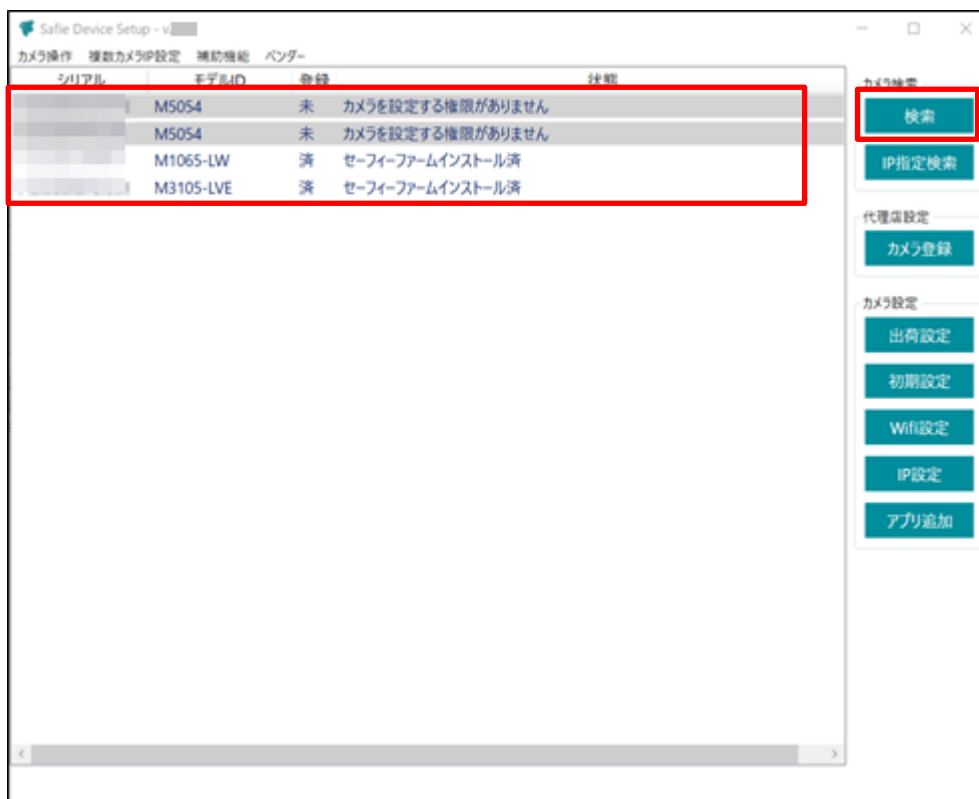 Safie Device Setup - v.
カメラ操作 複数カメラIP設定 補助機能 ベンダー
シリアル モデルID 登録 状態
M5054 未 カメラを設定する権限がありません
M5054 未 カメラを設定する権限がありません
M1065-LW 済 セーフィーファームインストール済
M3105-LVE 済 セーフィーファームインストール済
カメラ検索
検索
IP指定検索
代理店設定
カメラ登録
カメラ設定
出荷設定
初期設定
Wifi設定
IP設定
アプリ追加